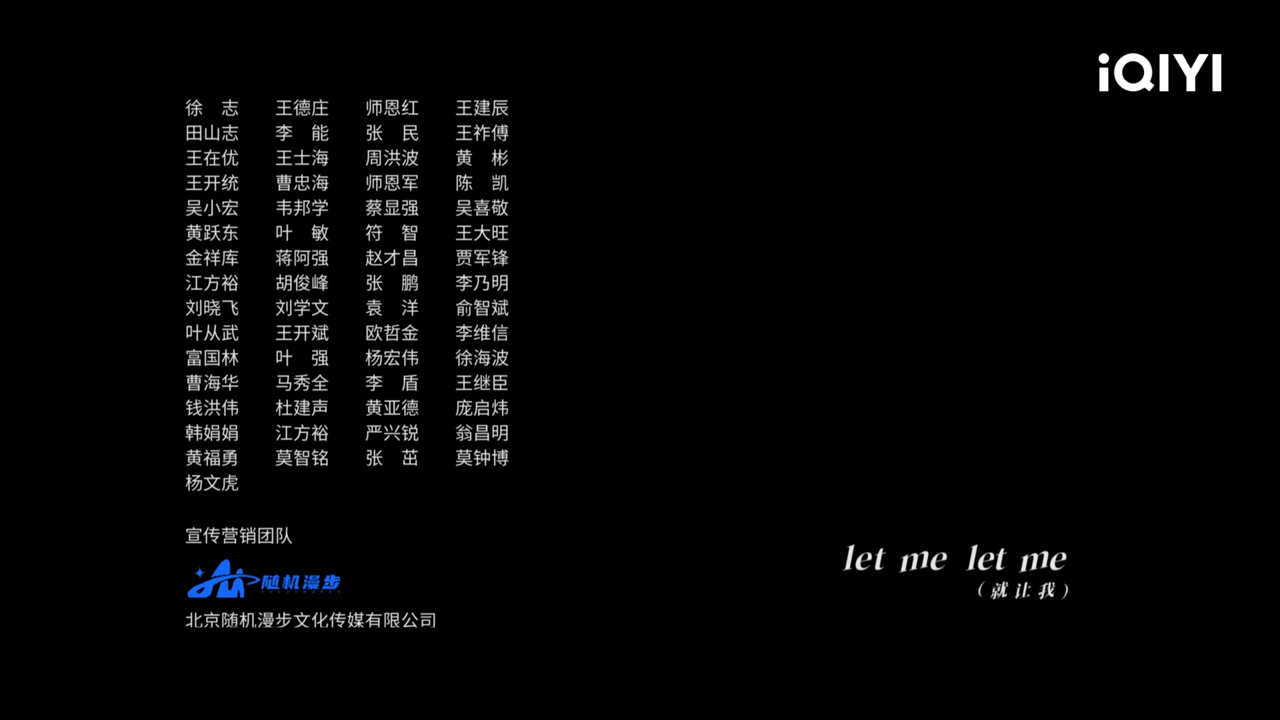 iQIYI
徐 志 王德庄 师恩红 王建辰
田山志 李 能 张 民 王祚傅
王在优 王士海 周洪波 黄 彬
王开统 曹忠海 师恩军 陈 凯
吴小宏 韦邦学 蔡显强 吴喜敬
黄跃东 叶 敏 符 智 王大旺
金祥库 蒋阿强 赵才昌 贾军锋
江方裕 胡俊峰 张 鹏 李乃明
刘晓飞 刘学文 袁 洋 俞智斌
叶从武 王开斌 欧哲金 李维信
富国林 叶 强 杨宏伟 徐海波
曹海华 马秀全 李 盾 王继臣
钱洪伟 杜建声 黄亚德 庞启炜
韩娟娟 江方裕 严兴锐 翁昌明
黄福勇 莫智铭 张 茁 莫钟博
杨文虎
宣传营销团队
随机漫步
北京随机漫步文化传媒有限公司
let me let me
（就让我）